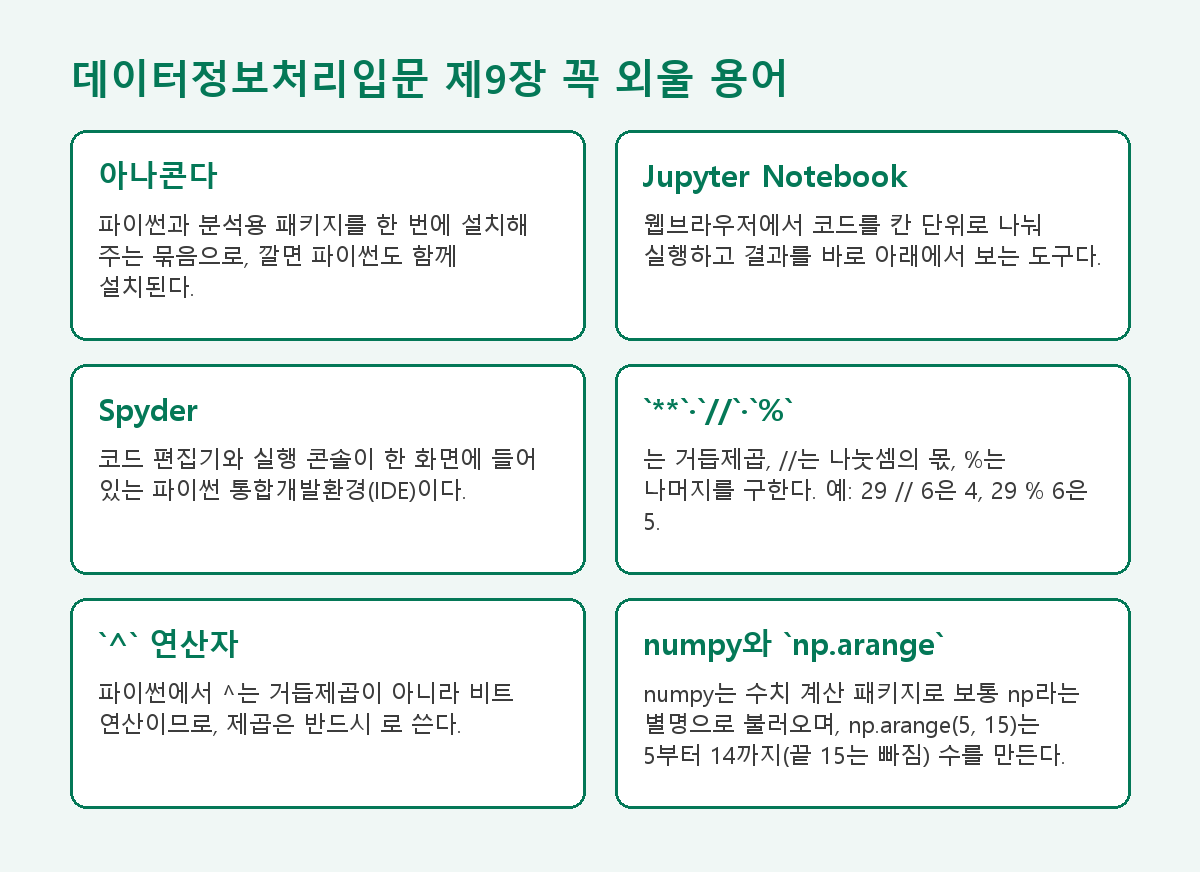 데이터정보처리입문 제9장 꼭 외울 용어
아나콘다
파이썬과 분석용 패키지를 한 번에 설치해
주는 묶음으로, 깔면 파이썬도 함께
설치된다.
Jupyter Notebook
웹브라우저에서 코드를 칸 단위로 나눠
실행하고 결과를 바로 아래에서 보는 도구다.
Spyder
코드 편집기와 실행 콘솔이 한 화면에 들어
있는 파이썬 통합개발환경(IDE)이다.
`**`·`//`·`%`
는 거듭제곱, //는 나눗셈의 몫, %는
나머지를 구한다. 예: 29 // 6은 4, 29 % 6은
5.
`^` 연산자
파이썬에서 ^는 거듭제곱이 아니라 비트
연산이므로, 제곱은 반드시 로 쓴다.
numpy와 `np.arange`
numpy는 수치 계산 패키지로 보통 np라는
별명으로 불러오며, np.arange(5, 15)는
5부터 14까지(끝 15는 빠짐) 수를 만든다.